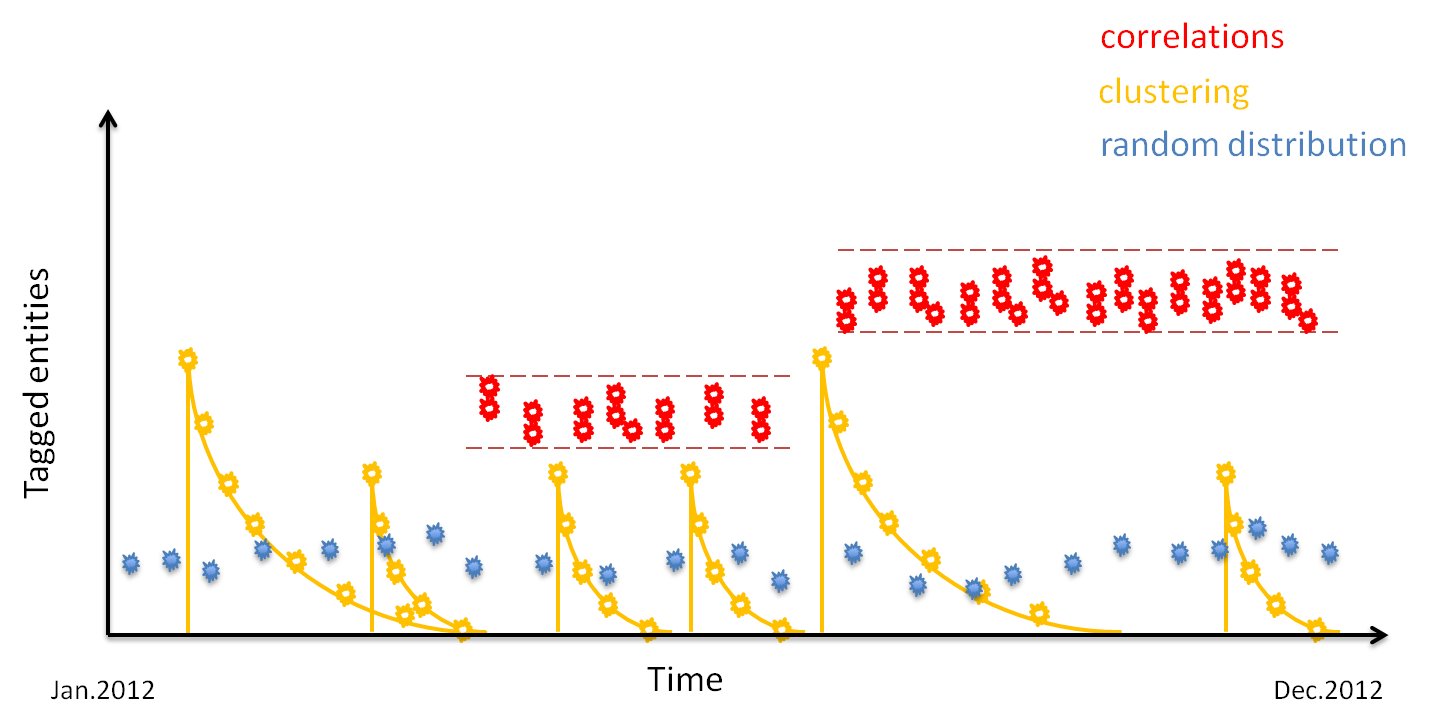 correlations
clustering
random distribution
Tagged entities
Time
Jan.2012
Dec.2012